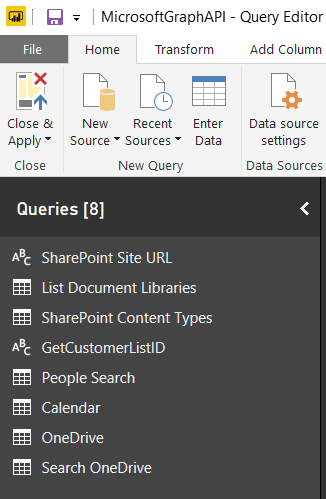 MicrosoftGraphAPI - Query Editor
File Home Transform Add Column
Close & Apply New Source Recent Sources Enter Data Data source settings
Close New Query Data Sources
Queries [8]
ABC SharePoint Site URL
List Document Libraries
SharePoint Content Types
ABC GetCustomerListID
People Search
Calendar
OneDrive
Search OneDrive